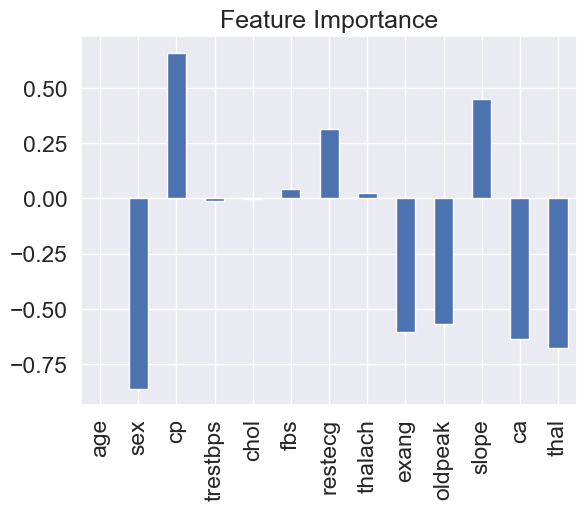 Feature Importance
0.50
0.25
0.00
−0.25
−0.50
−0.75
age
sex
cp
trestbps
chol
fbs
restecg
thalach
exang
oldpeak
slope
ca
thal